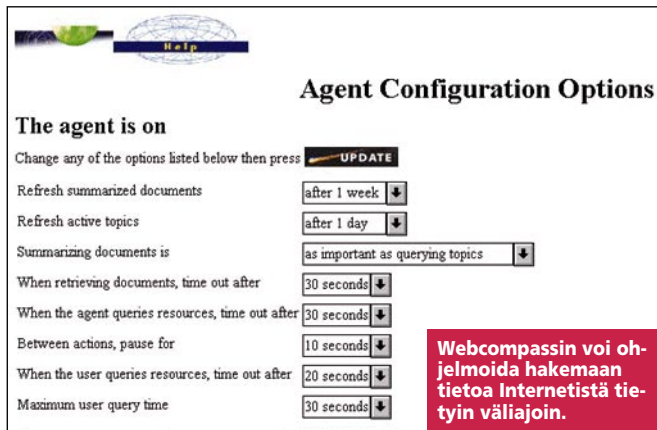 Help
Agent Configuration Options
The agent is on
Change any of the options listed below then press UPDATE
Refresh summarized documents after 1 week
Refresh active topics after 1 day
Summarizing documents is as important as querying topics
When retrieving documents, time out after 30 seconds
When the agent queries resources, time out after 30 seconds
Between actions, pause for 10 seconds
When the user queries resources, time out after 20 seconds
Maximum user query time 30 seconds
Webcompassin voi oh-
jelmoida hakemaan
tietoa Internetistä tie-
tyin väliajoin.